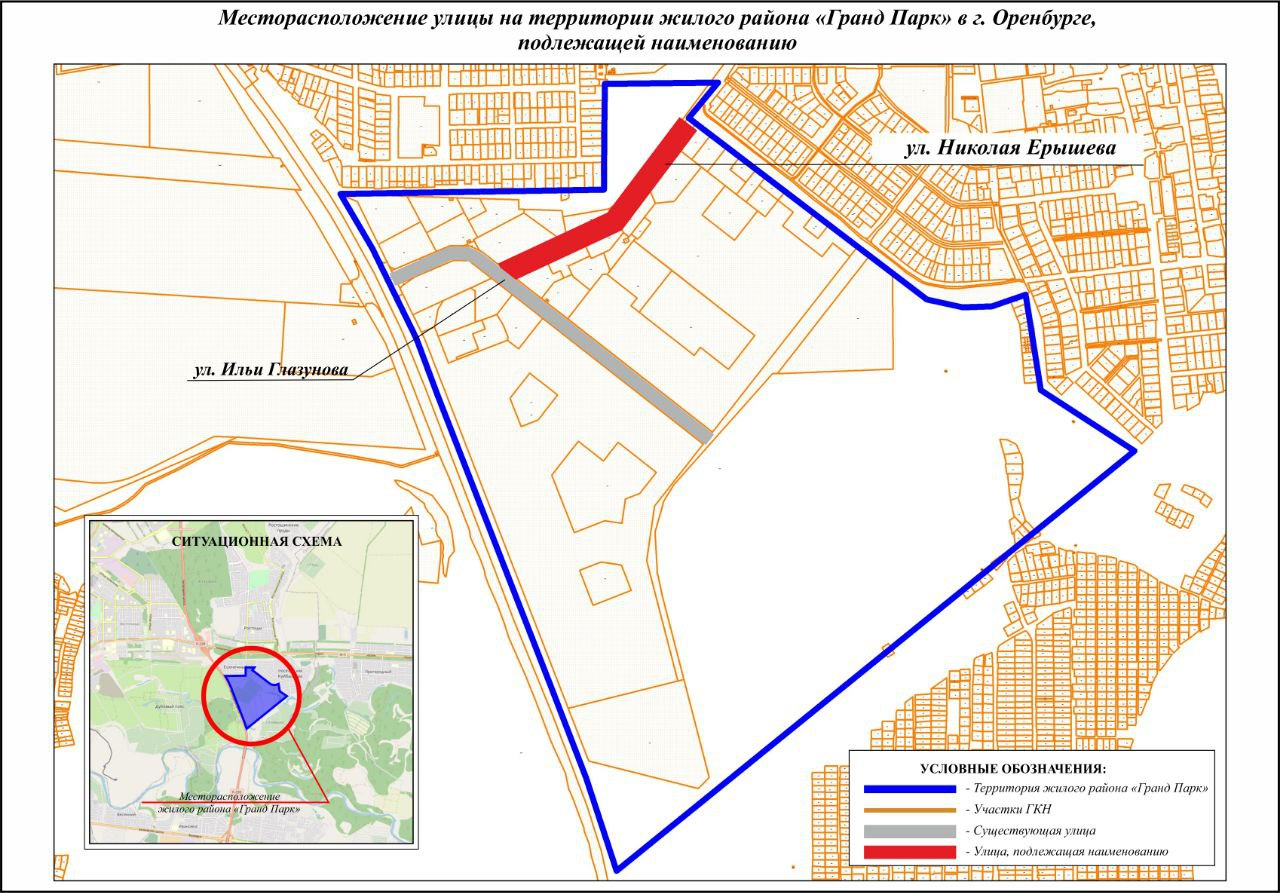 Месторасположение улицы на территории жилого района «Гранд Парк» в г. Оренбурге,
подлежащей наименованию
ул. Николая Ерышева
ул. Ильи Глазунова
СИТУАЦИОННАЯ СХЕМА
Месторасположение
жилого района «Гранд Парк»
УСЛОВНЫЕ ОБОЗНАЧЕНИЯ:
- Территория жилого района «Гранд Парк»
- Участки ГКН
- Существующая улица
- Улица, подлежащая наименованию